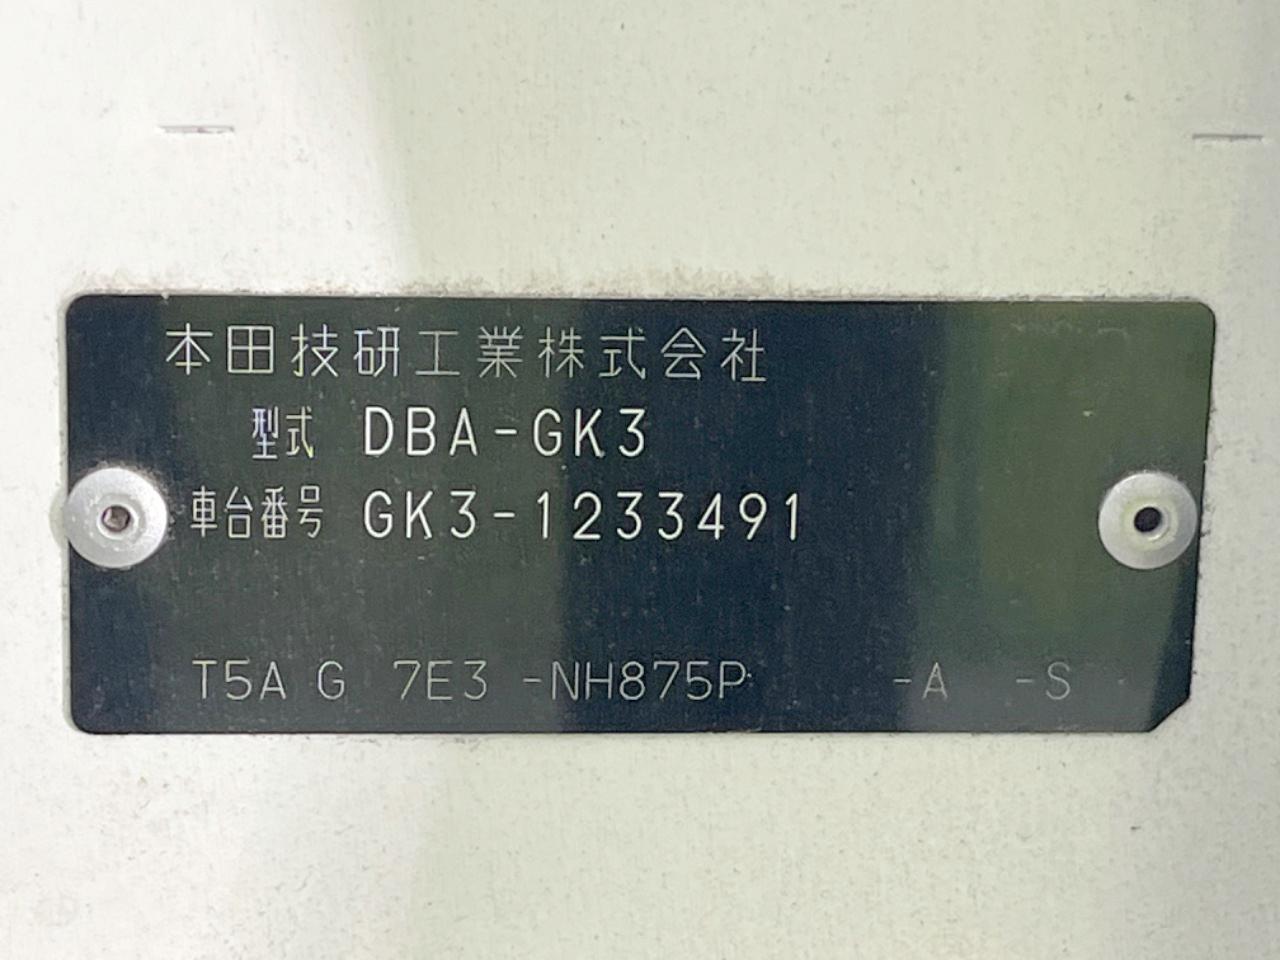 本田技研工業株式会社
型式 DBA-GK3
車台番号 GK3-1233491
T5A G 7E3 -NH875P -A -S